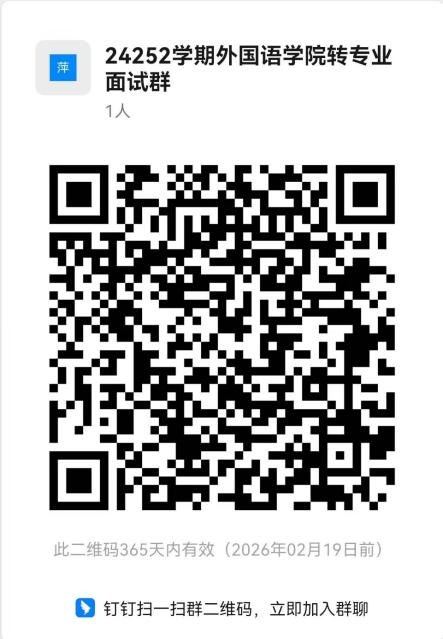 萍
24252学期外国语学院转专业
面试群
1人
此二维码365天内有效（2026年02月19日前）
钉钉扫一扫群二维码，立即加入群聊